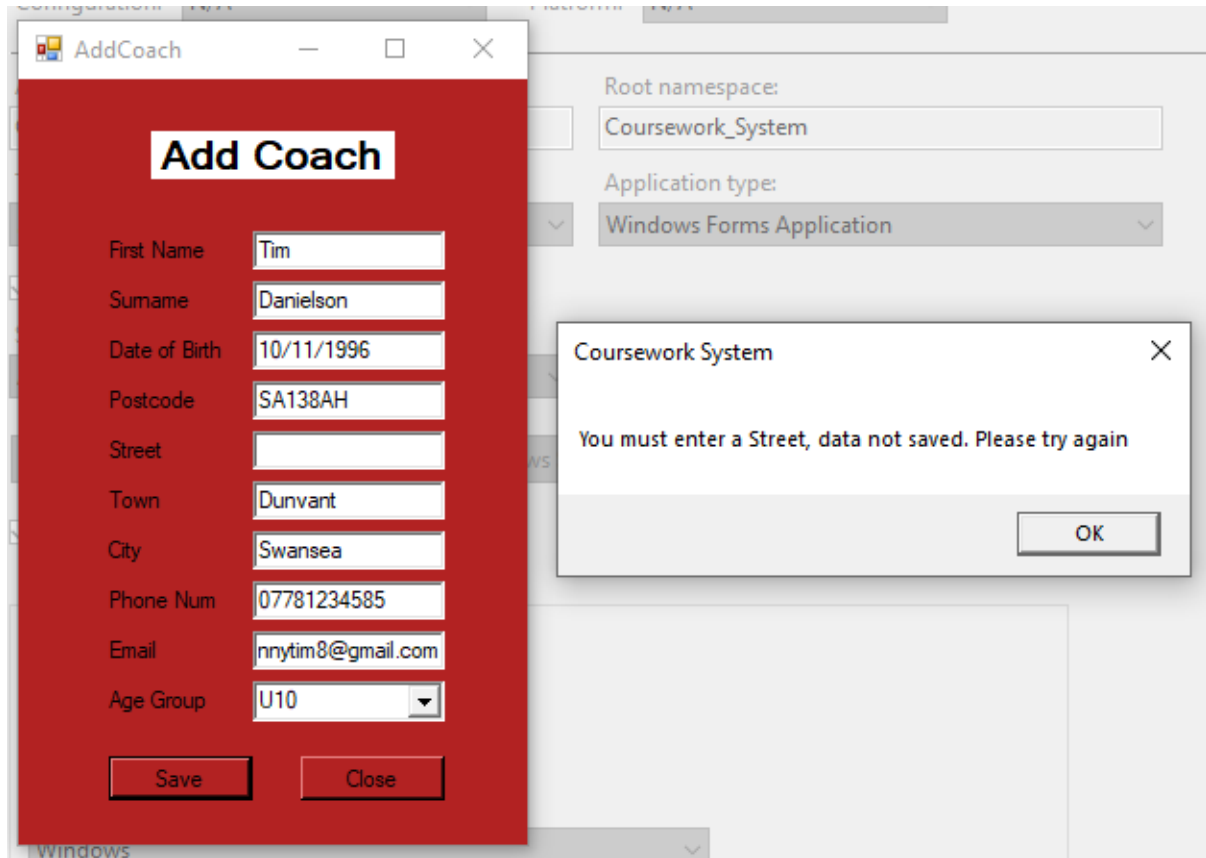 Configuration: N/A
Platform: N/A
AddCoach
Root namespace:
Coursework_System
Add Coach
Application type:
Windows Forms Application
First Name Tim
Surname Danielson
Date of Birth 10/11/1996
Postcode SA138AH
Street
Town Dunvant
City Swansea
Phone Num 07781234585
Email nnytim8@gmail.com
Age Group U10
Save Close
Coursework System
You must enter a Street, data not saved. Please try again
OK
Windows